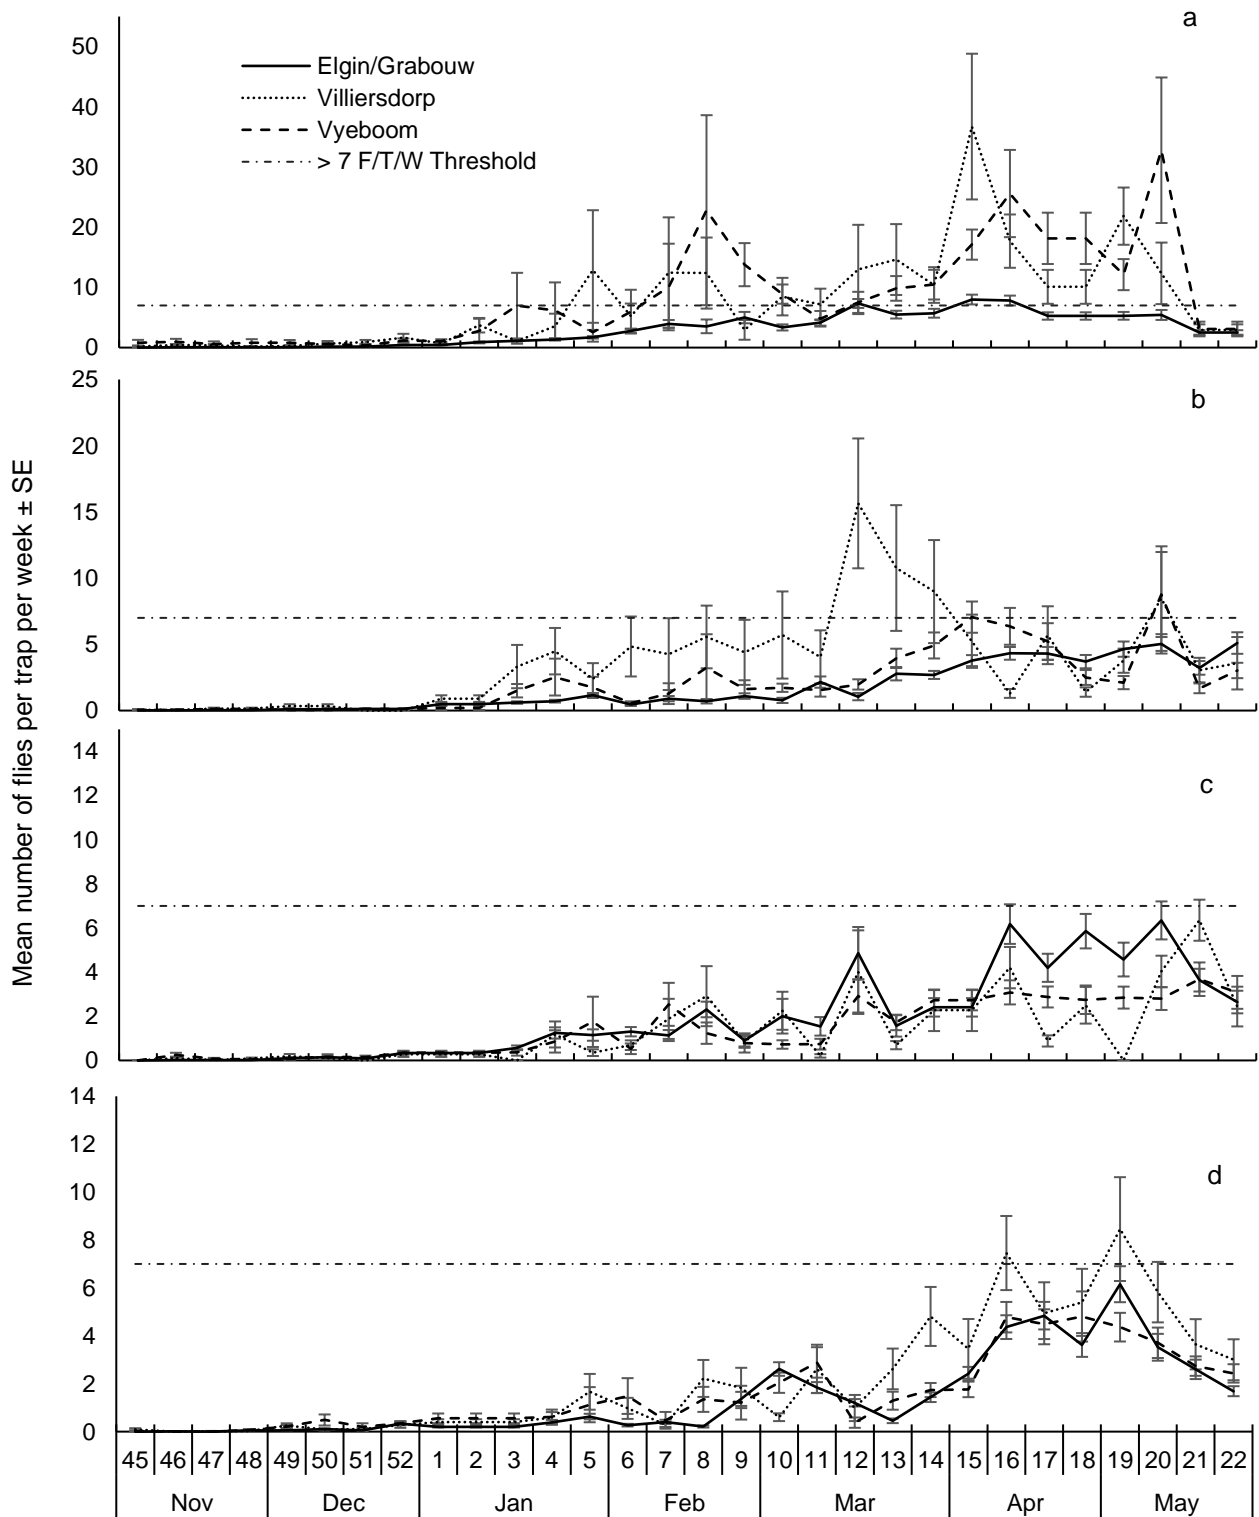 a
50
40
30
20
10
0
Elgin/Grabouw
Villiersdorp
Vyeboom
> 7 F/T/W Threshold
Mean number of flies per trap per week ± SE
b
25
20
15
10
5
0
c
14
12
10
8
6
4
2
0
d
14
12
10
8
6
4
2
0
45 46 47 48 49 50 51 52 1 2 3 4 5 6 7 8 9 10 11 12 13 14 15 16 17 18 19 20 21 22
Nov Dec Jan Feb Mar Apr May